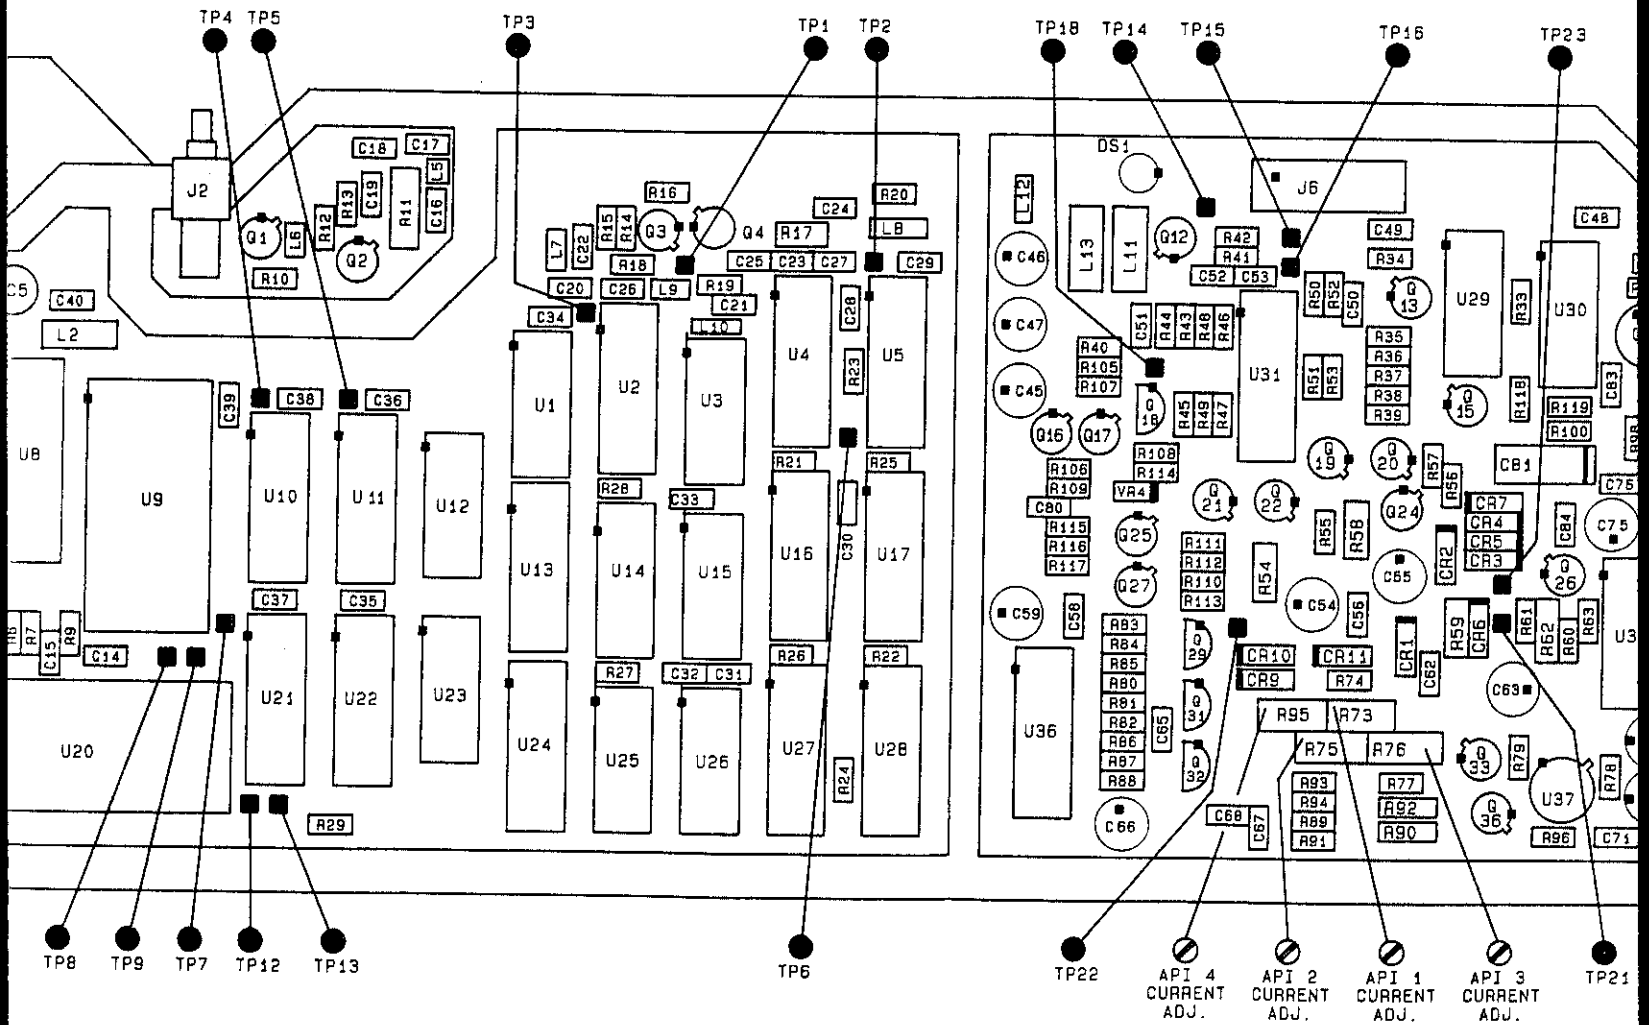 TP4 TP5 TP3 TP1 TP2 TP18 TP14 TP15 TP16 TP23
C18 C17 L5 J2 R13 C19 R11 C16 R12 L6 Q1 Q2 R10
C5 C40 L2
R16 C24 R20 R15 R14 Q3 Q4 R17 L8
L7 C22 R18 C25 C23 C27 C29
C20 C26 L9 R19 C21 C28 C34 L10 R23
U1 U2 U3 U4 U5
DS1 L12 J6 C48
L13 L11 Q12 R42 R41 C49 R34 C46 C52 C53
R50 R52 C50 Q13 U29 R33 U30
C47 C51 R44 R43 R48 R46 R40 R105 R107 U31
R35 R36 R37 R38 R39 R51 R53
C45 Q18 R45 R49 R47 Q15 R118 R119 R100 C83
U8 U9 C39 C38 C36 U10 U11 U12
Q16 Q17 R108 R114 Q19 Q20 R57 R56 CB1 R98
R21 R25 R106 R109 VR4 C80
R28 C33 C30 Q21 Q22 Q24 CR7 CR4 CR5 CR3 C84 C75 C75
U13 U14 U15 U16 U17
R115 R116 R117 Q25 Q27 R111 R112 R110 R113
R55 R58 CR2 R54 C55 C54 C56 Q26
C37 C35 C59 C58
R7 R9 C15 C14
R83 R84 R85 R80 R81 R82 R86 R87 R88
Q29 Q31 Q32 C65
CR10 CR11 CR9 R74 CR1 C62 R59 CR6 R61 R62 R60 R63 U3
U21 U22 U23 R27 C32 C31 R26 R22
U20 U24 U25 U26 U27 R24 U28 U36
C63 R95 R73 R75 R76 Q33 R79 R78 U37
R29 C66 C68 C67 R93 R94 R89 R91 R77 R92 R90 Q36 R96 C71
TP8 TP9 TP7 TP12 TP13 TP6 TP22
API 4 API 2 API 1 API 3 TP21
CURRENT CURRENT CURRENT CURRENT
ADJ. ADJ. ADJ. ADJ.